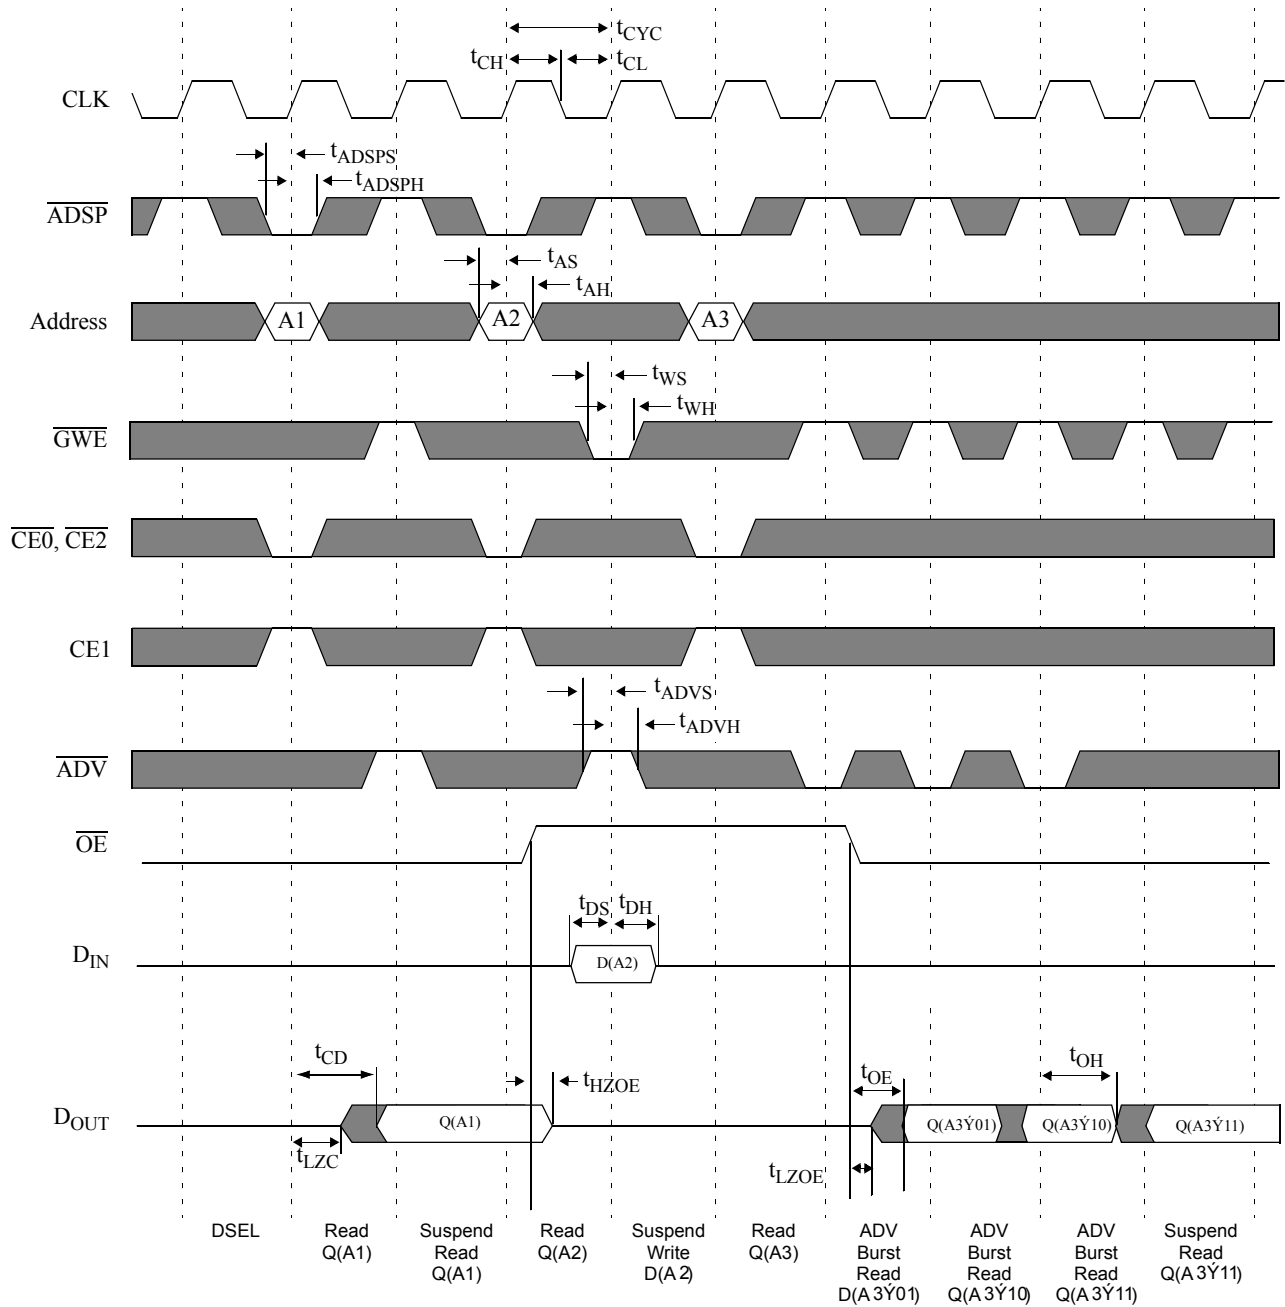 tCYC
tCH
tCL
CLK
tADSPS
tADSPH
ADSP
tAS
tAH
Address
A1
A2
A3
tWS
tWH
GWE
CE0, CE2
CE1
tADVS
tADVH
ADV
OE
tDS
tDH
DIN
D(A2)
tCD
tHZOE
tOE
tOH
DOUT
Q(A1)
Q(A3Ý01)
Q(A3Ý10)
Q(A3Ý11)
tLZC
tLZOE
DSEL
Read
Q(A1)
Suspend
Read
Q(A1)
Read
Q(A2)
Suspend
Write
D(A2)
Read
Q(A3)
ADV
Burst
Read
D(A3Ý01)
ADV
Burst
Read
Q(A3Ý10)
ADV
Burst
Read
Q(A3Ý11)
Suspend
Read
Q(A3Ý11)